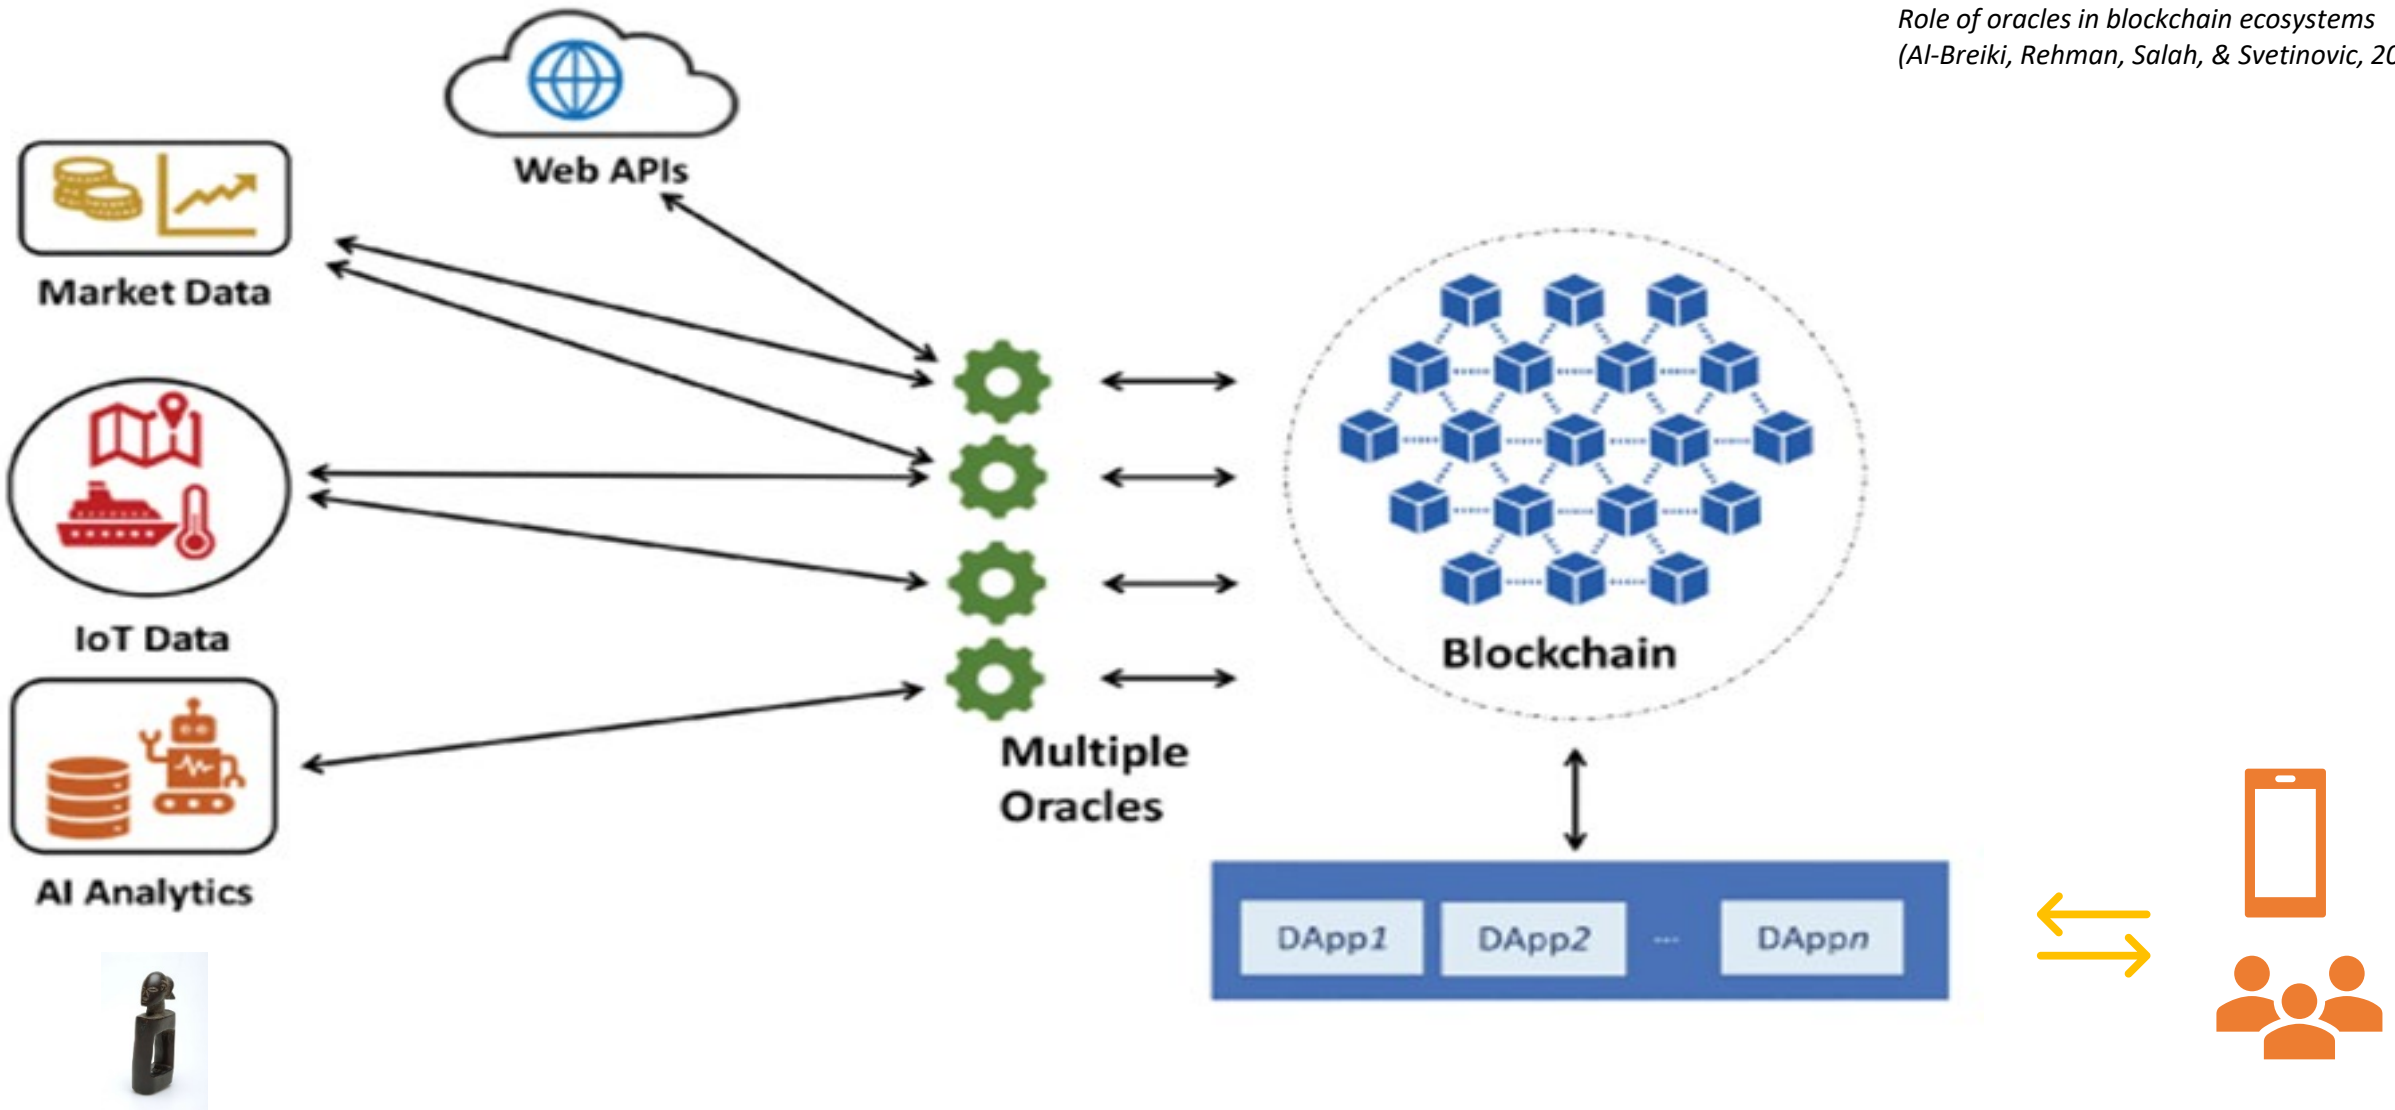 Role of oracles in blockchain ecosystems
(Al-Breiki, Rehman, Salah, & Svetinovic,
Web APIs
Market Data
IoT Data
AI Analytics
Multiple
Oracles
Blockchain
DApp1
DApp2
...
DAppn